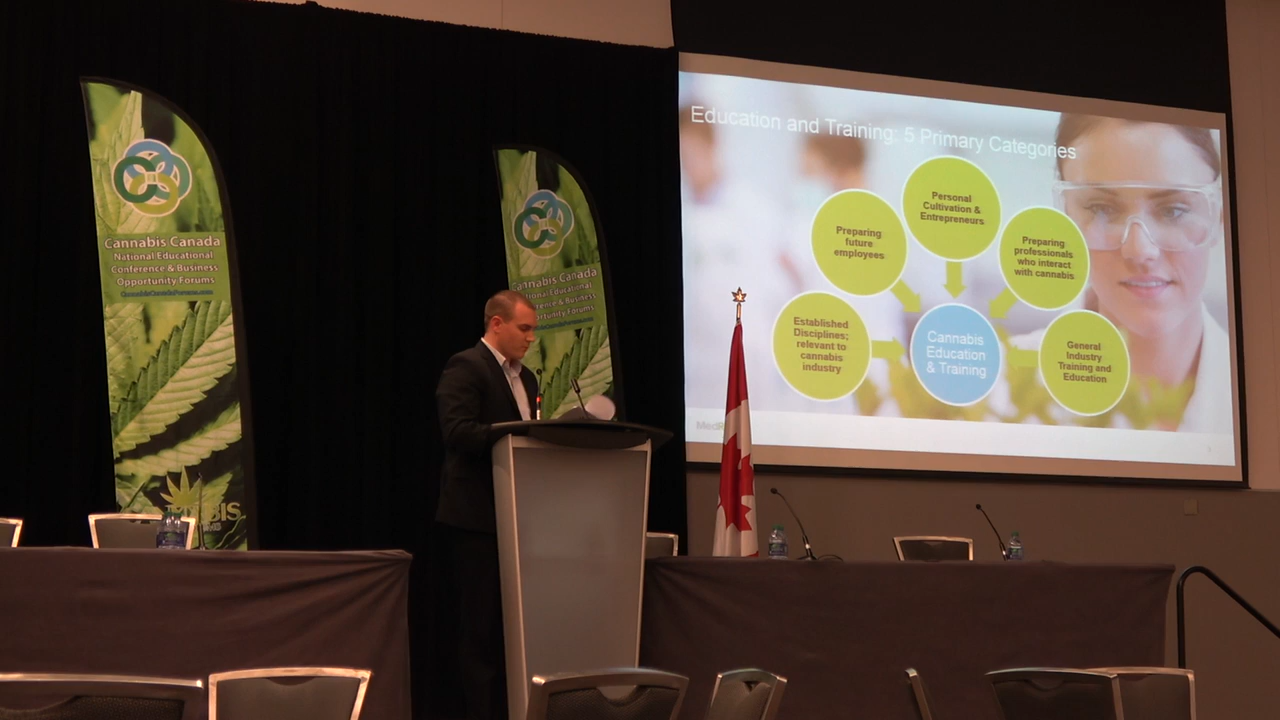 Cannabis Canada
National Educational
Conference & Business
Opportunity Forums
CannabisCanadaForums.com
Cannabis Canada
National Educational
Conference & Business
Opportunity Forums
Education and Training: 5 Primary Categories
Personal
Cultivation &
Entrepreneurs
Preparing
future
employees
Preparing
professionals
who interact
with cannabis
Established
Disciplines;
relevant to
cannabis
industry
Cannabis
Education
& Training
General
Industry
Training and
Education